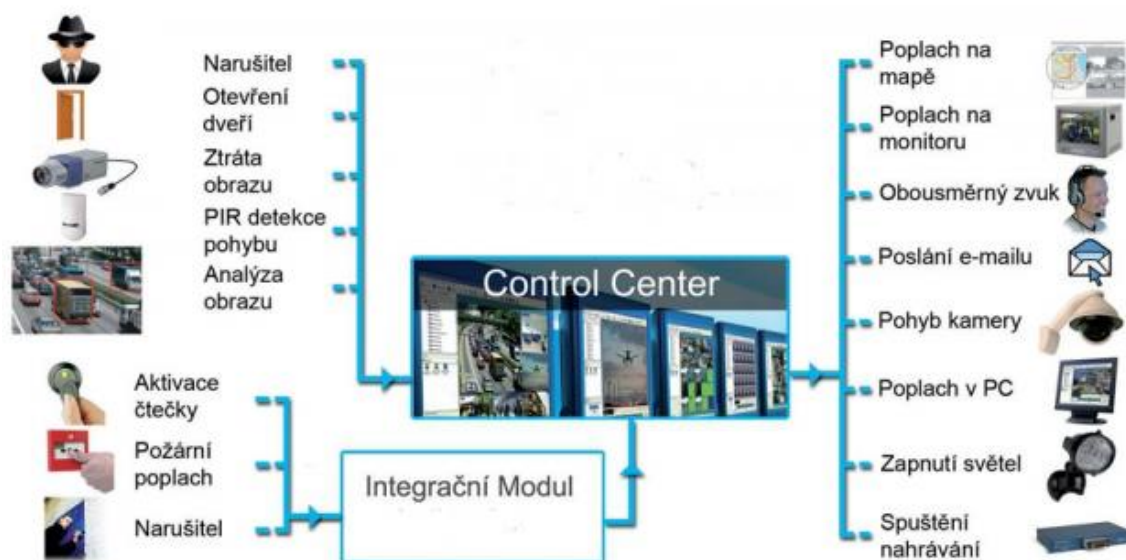 Narušitel
Otevření
dveří
Ztráta
obrazu
PIR detekce
pohybu
Analýza
obrazu
Aktivace
čtečky
Požární
poplach
Narušitel
Control Center
Integrační Modul
Poplach na
mapě
Poplach na
monitoru
Obousměrný zvuk
Poslání e-mailu
Pohyb kamery
Poplach v PC
Zapnutí světel
Spuštění
nahrávání